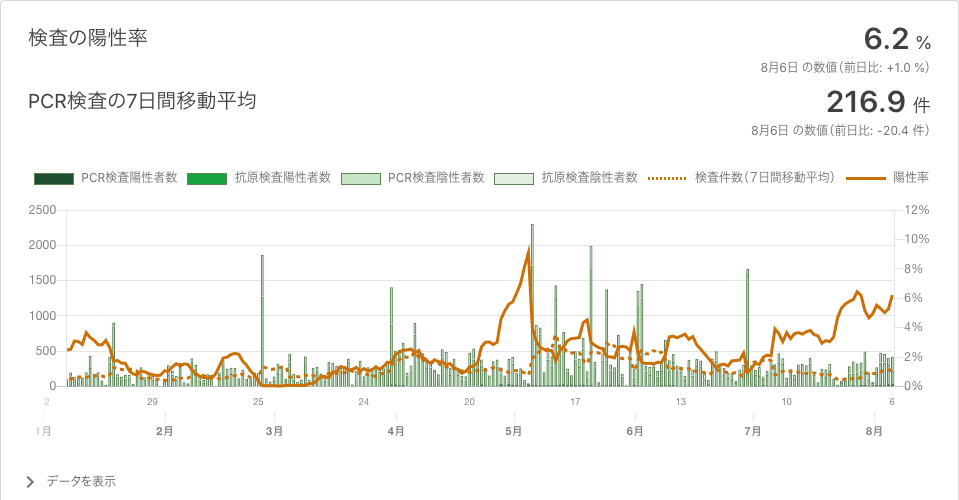 検査の陽性率
6.2 %
8月6日 の数値（前日比: +1.0 %）
PCR検査の7日間移動平均
216.9 件
8月6日 の数値（前日比: -20.4 件）
PCR検査陽性者数 抗原検査陽性者数 PCR検査陰性者数 抗原検査陰性者数 検査件数（7日間移動平均） 陽性率
2500 12%
2000 10%
8%
1500
6%
1000
4%
500 2%
0 0%
2 29 25 24 20 17 13 10 6
1月 2月 3月 4月 5月 6月 7月 8月
データを表示